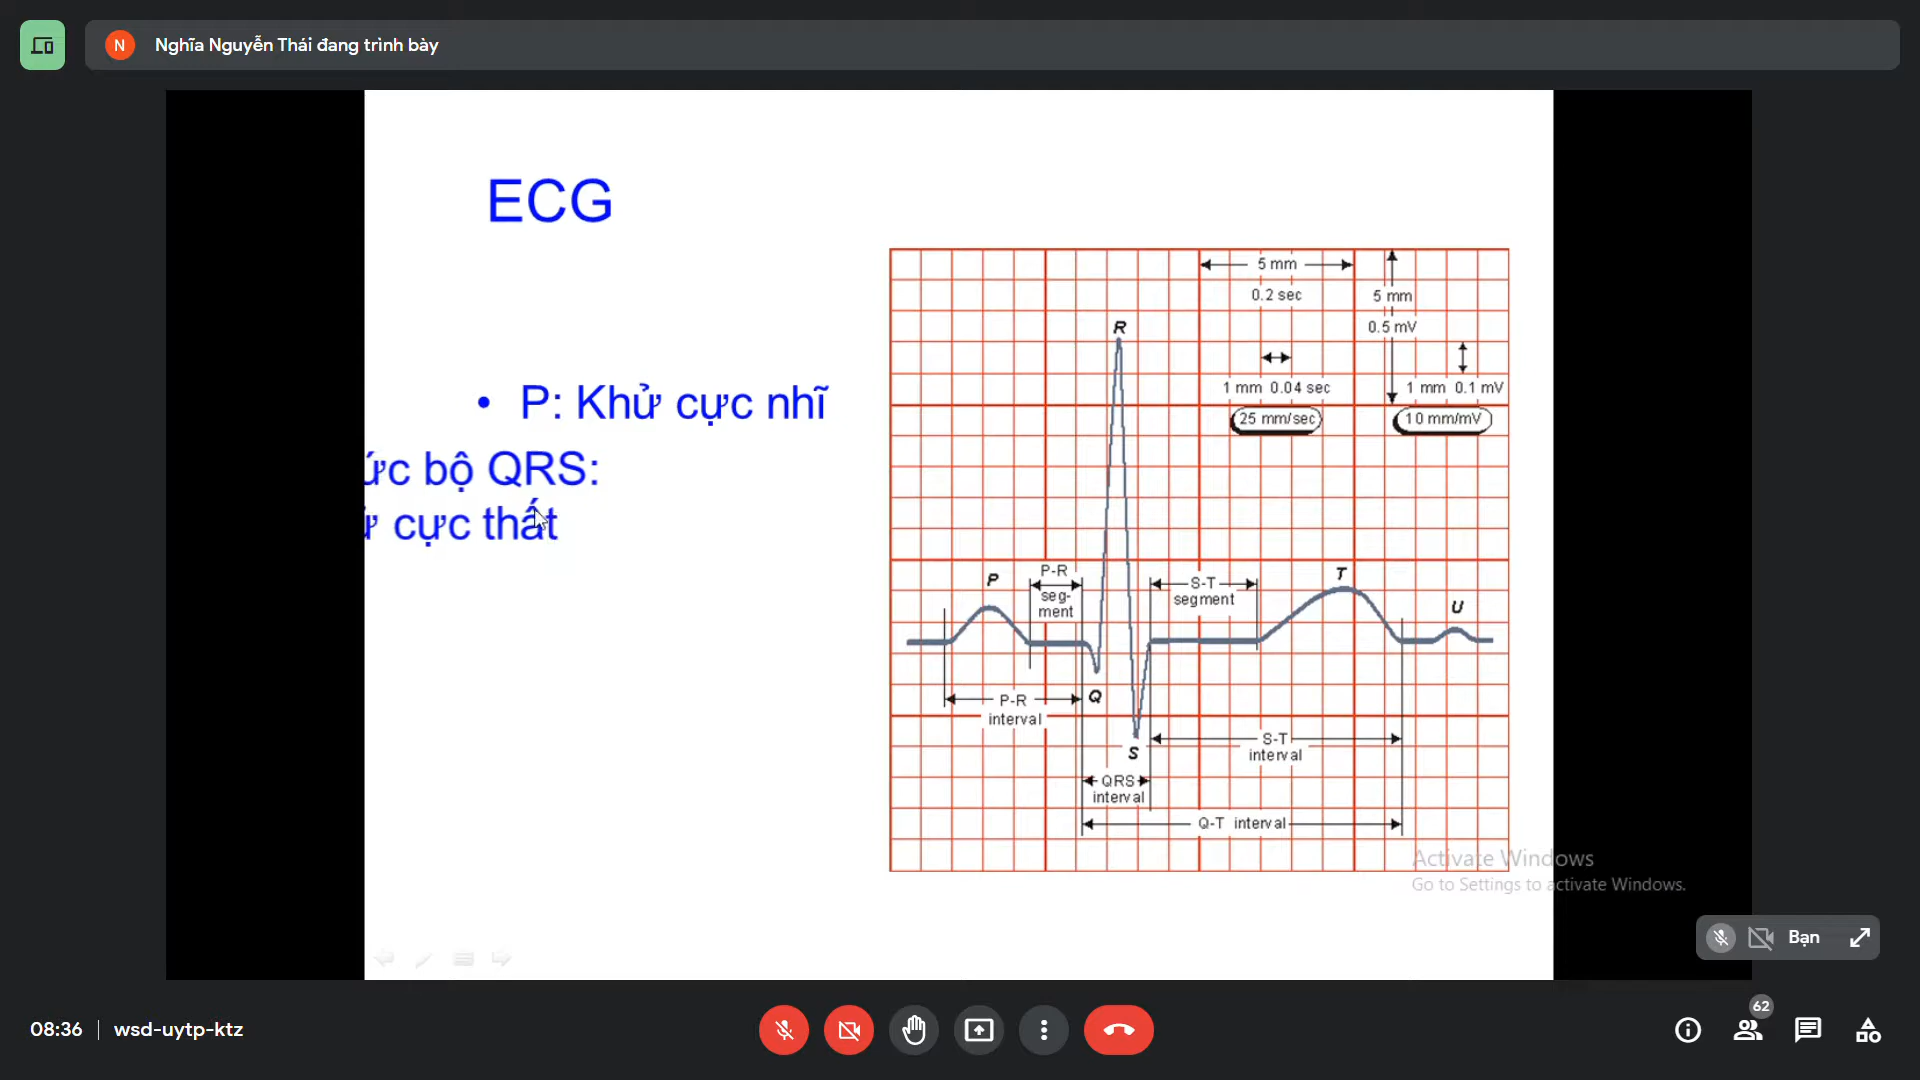 N Nghĩa Nguyễn Thái đang trình bày
ECG
• P: Khử cực nhĩ
ức bộ QRS:
cực thất
5 mm
0.2 sec
5 mm
0.5 mV
1 mm 0.04 sec
1 mm 0.1 mV
25 mm/sec
10 mm/mV
R
P
P-R
seg-
ment
S-T
segment
T
U
P-R
interval
Q
S
S-T
interval
QRS
interval
Q-T interval
Activate Windows
Go to Settings to activate Windows.
Bạn
08:36 | wsd-uytp-ktz
62